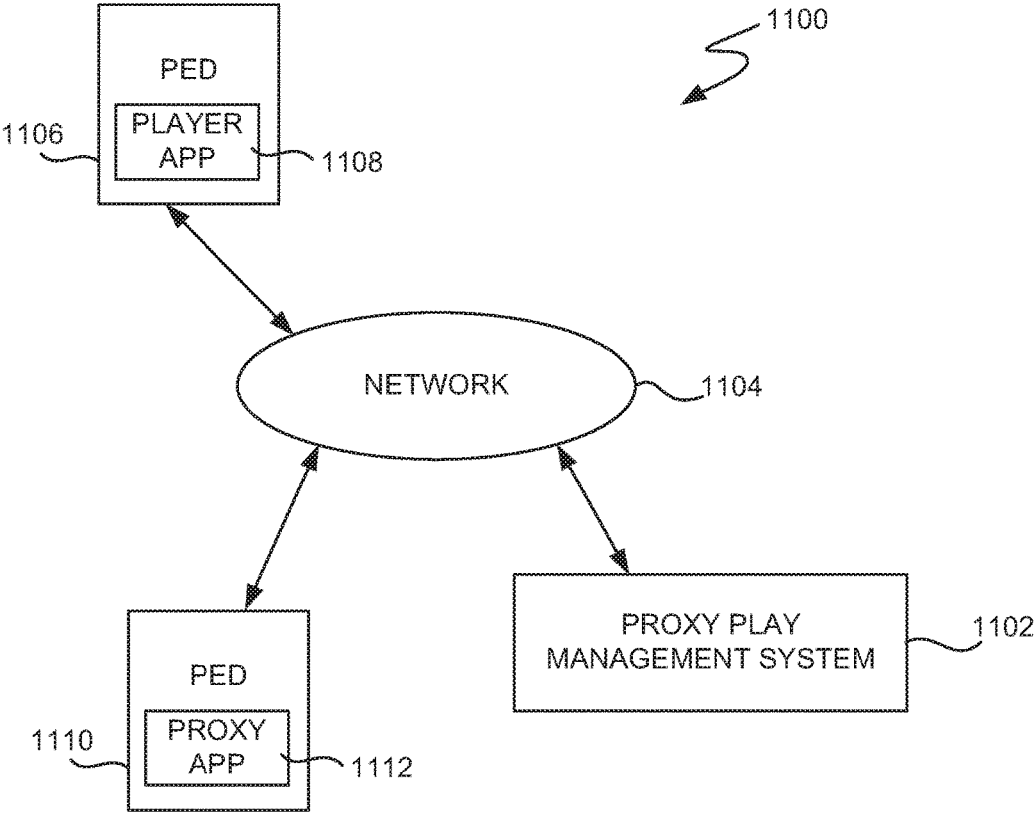 1100
PED
PLAYER
APP
1106
1108
NETWORK
1104
PROXY PLAY
MANAGEMENT SYSTEM
1102
PED
PROXY
APP
1110
1112